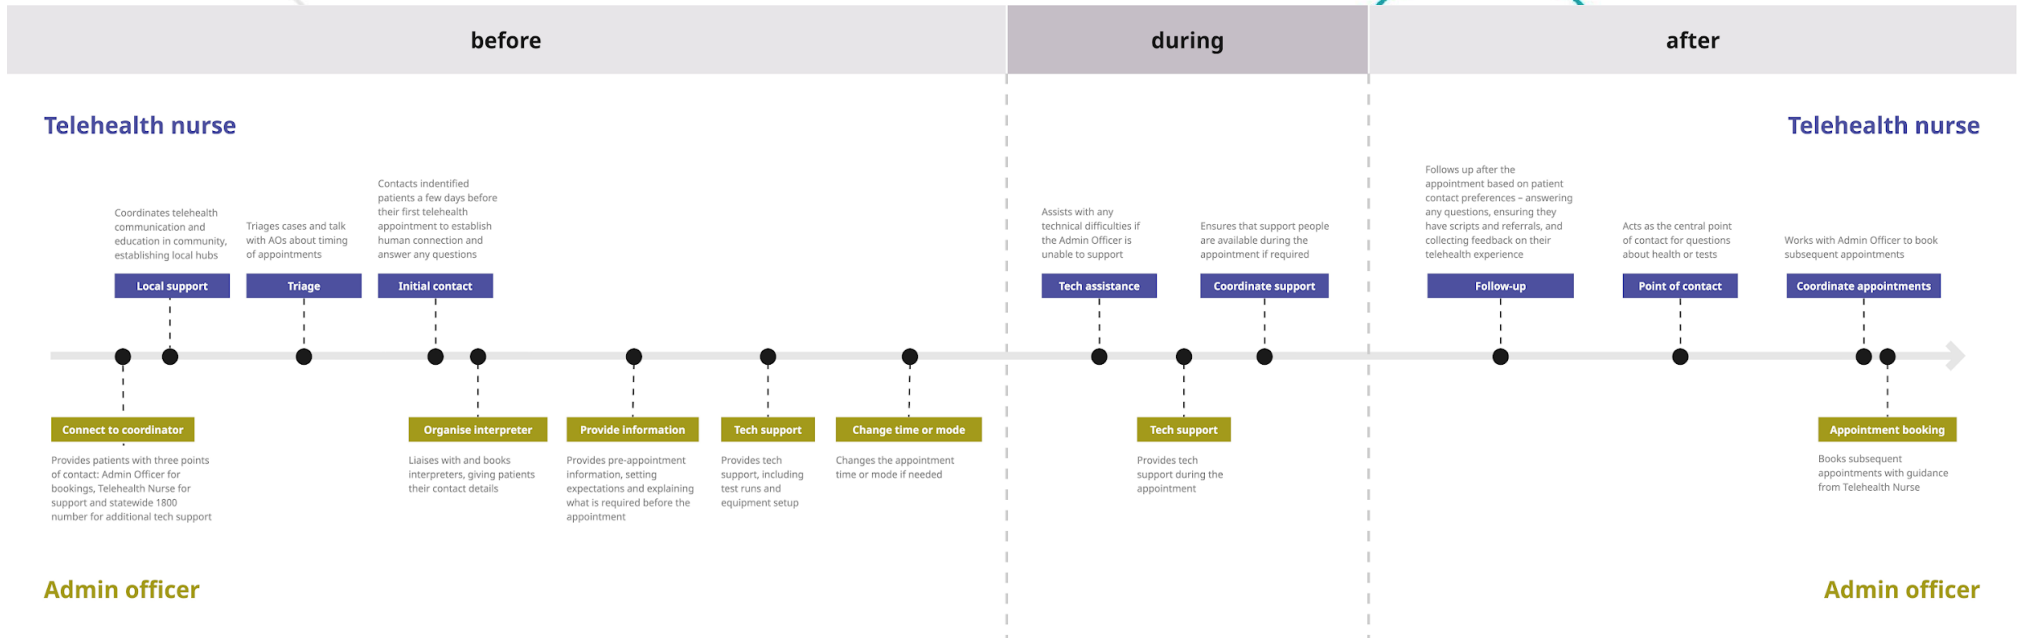 before
during
after
Telehealth nurse
Telehealth nurse
Coordinates telehealth
communication and
education in community,
establishing local hubs
Local support
Triages cases and talk
with AOs about timing
of appointments
Triage
Contacts indentified
patients a few days before
their first telehealth
appointment to establish
human connection and
answer any questions
Initial contact
Assists with any
technical difficulties if
the Admin Officer is
unable to support
Tech assistance
Ensures that support people
are available during the
appointment if required
Coordinate support
Follows up after the
appointment based on patient
contact preferences – answering
any questions, ensuring they
have scripts and referrals, and
collecting feedback on their
telehealth experience
Follow-up
Acts as the central point
of contact for questions
about health or tests
Point of contact
Works with Admin Officer to book
subsequent appointments
Coordinate appointments
Connect to coordinator
Provides patients with three points
of contact: Admin Officer for
bookings, Telehealth Nurse for
support and statewide 1800
number for additional tech support
Organise interpreter
Liaises with and books
interpreters, giving patients
their contact details
Provide information
Provides pre-appointment
information, setting
expectations and explaining
what is required before the
appointment
Tech support
Provides tech
support, including
test runs and
equipment setup
Change time or mode
Changes the appointment
time or mode if needed
Tech support
Provides tech
support during the
appointment
Appointment booking
Books subsequent
appointments with guidance
from Telehealth Nurse
Admin officer
Admin officer